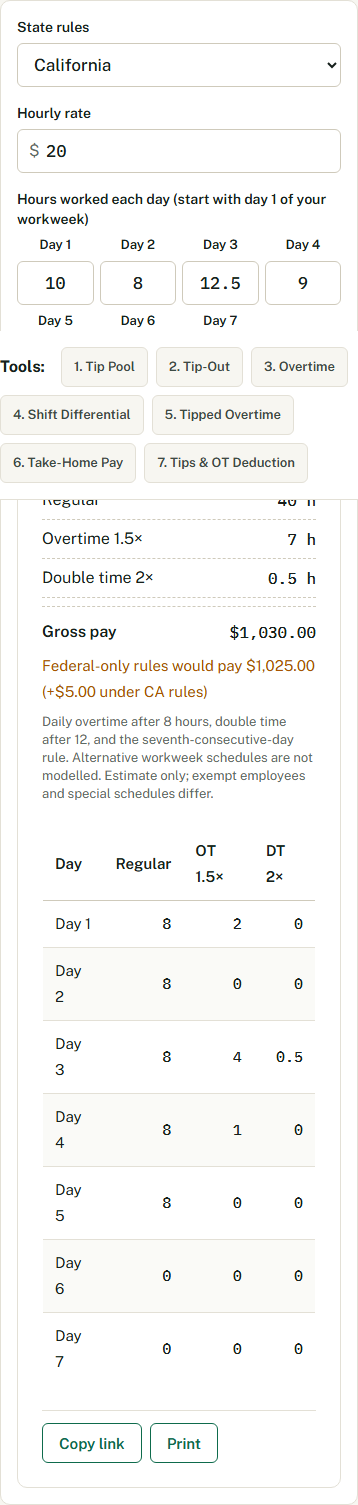 State rules
California
Hourly rate
$ 20
Hours worked each day (start with day 1 of your
workweek)
Day 1 Day 2 Day 3 Day 4
10 8 12.5 9
Day 5 Day 6 Day 7
Tools: 1. Tip Pool 2. Tip-Out 3. Overtime
4. Shift Differential 5. Tipped Overtime
6. Take-Home Pay 7. Tips & OT Deduction
Regular 40 h
Overtime 1.5× 7 h
Double time 2× 0.5 h
Gross pay $1,030.00
Federal-only rules would pay $1,025.00
(+$5.00 under CA rules)
Daily overtime after 8 hours, double time
after 12, and the seventh-consecutive-day
rule. Alternative workweek schedules are not
modelled. Estimate only; exempt employees
and special schedules differ.
Day Regular OT 1.5× DT 2×
Day 1 8 2 0
Day 2 8 0 0
Day 3 8 4 0.5
Day 4 8 1 0
Day 5 8 0 0
Day 6 0 0 0
Day 7 0 0 0
Copy link Print